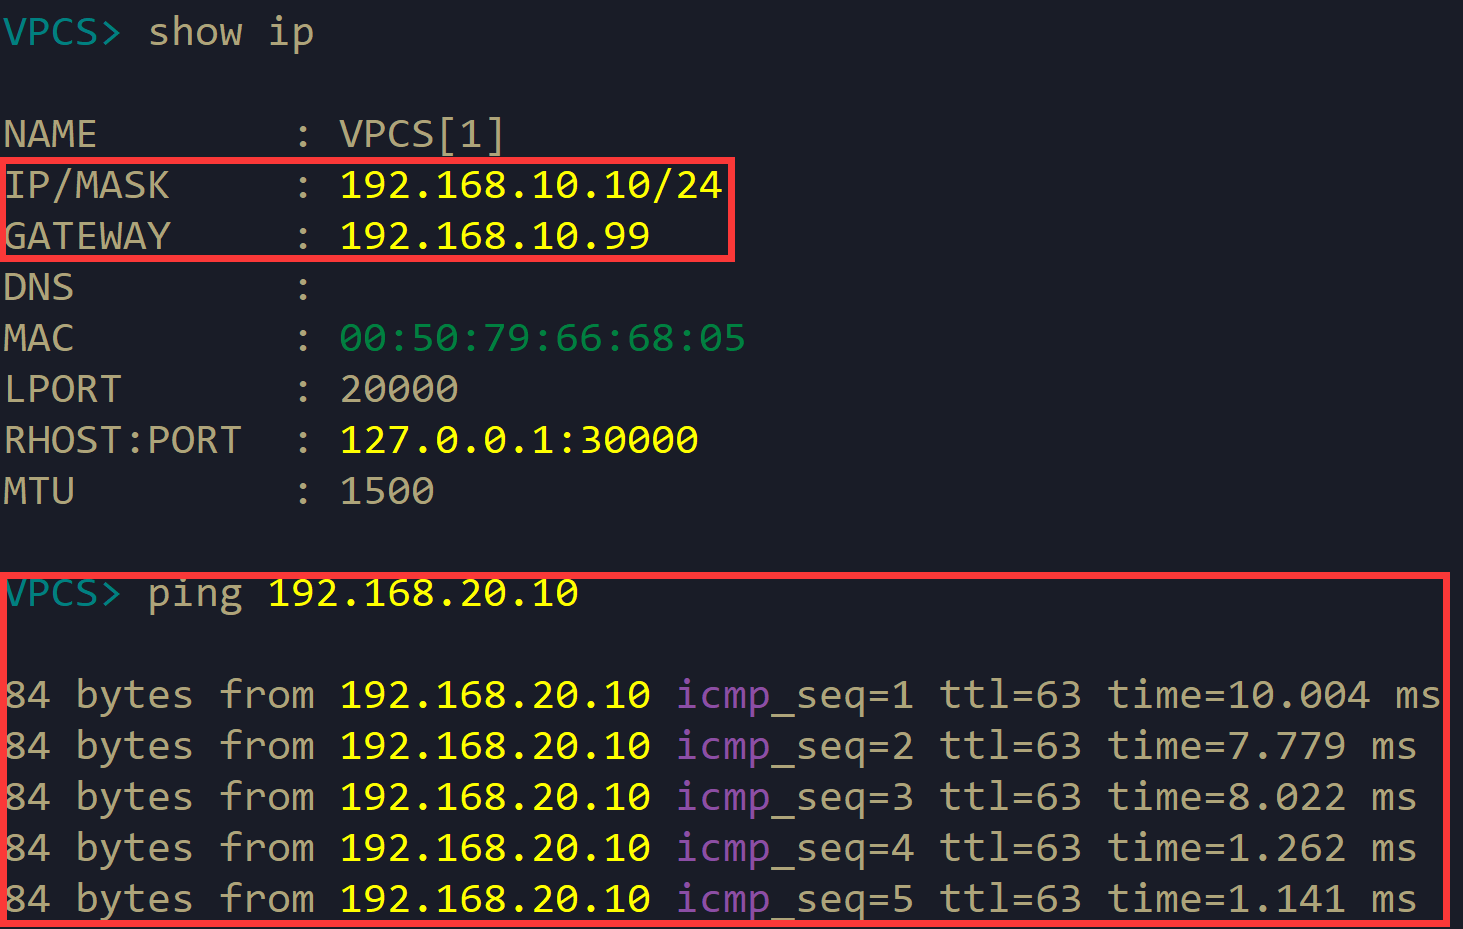 VPCS> show ip
NAME : VPCS[1]
IP/MASK : 192.168.10.10/24
GATEWAY : 192.168.10.99
DNS :
MAC : 00:50:79:66:68:05
LPORT : 20000
RHOST:PORT : 127.0.0.1:30000
MTU : 1500
VPCS> ping 192.168.20.10
84 bytes from 192.168.20.10 icmp_seq=1 ttl=63 time=10.004 ms
84 bytes from 192.168.20.10 icmp_seq=2 ttl=63 time=7.779 ms
84 bytes from 192.168.20.10 icmp_seq=3 ttl=63 time=8.022 ms
84 bytes from 192.168.20.10 icmp_seq=4 ttl=63 time=1.262 ms
84 bytes from 192.168.20.10 icmp_seq=5 ttl=63 time=1.141 ms